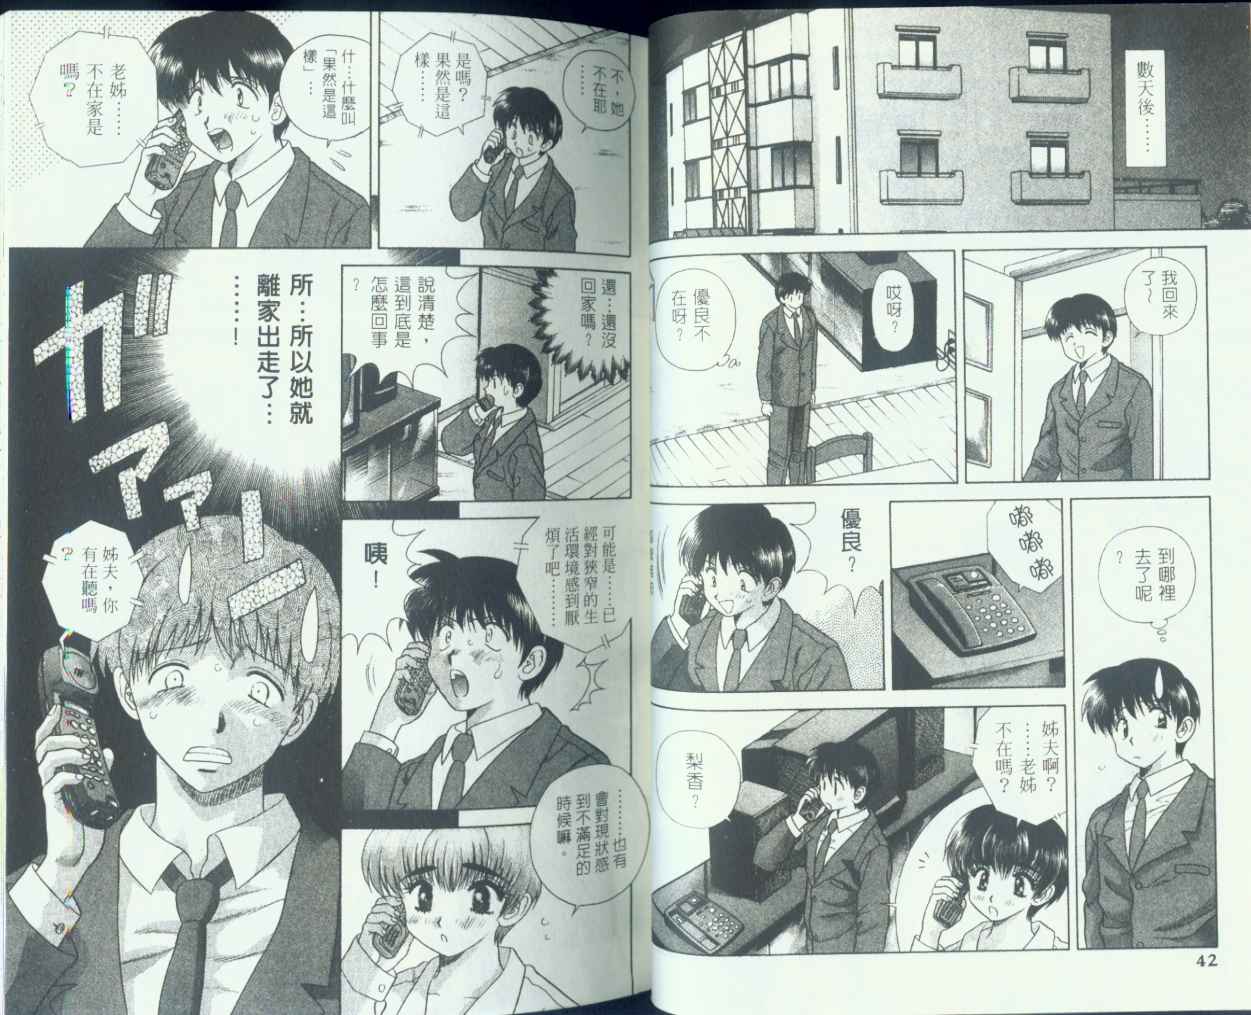 數天後……
我回來
了～
哎呀？
優良不
在呀？
到哪裡
去了呢
？
嘟
嘟
嘟
優良？
姊夫啊？
……老姊
不在嗎？
梨香？
42
不，她
不在耶
……
是嗎？
果然是這
樣……
什…什麼叫
「果然是這
樣」…
老姊……
不在家是
嗎？
還…還沒
回家嗎？
說清楚，
這到底是
怎麼回事
？
可能是…已
經對狹窄的生
活環境感到厭
煩了吧………
咦！
………也有
會對現狀感
到不滿足的
時候嘛。
所…所以她就
離家出走了…
………！
ガガァァーン
姊夫，你
有在聽嗎
？